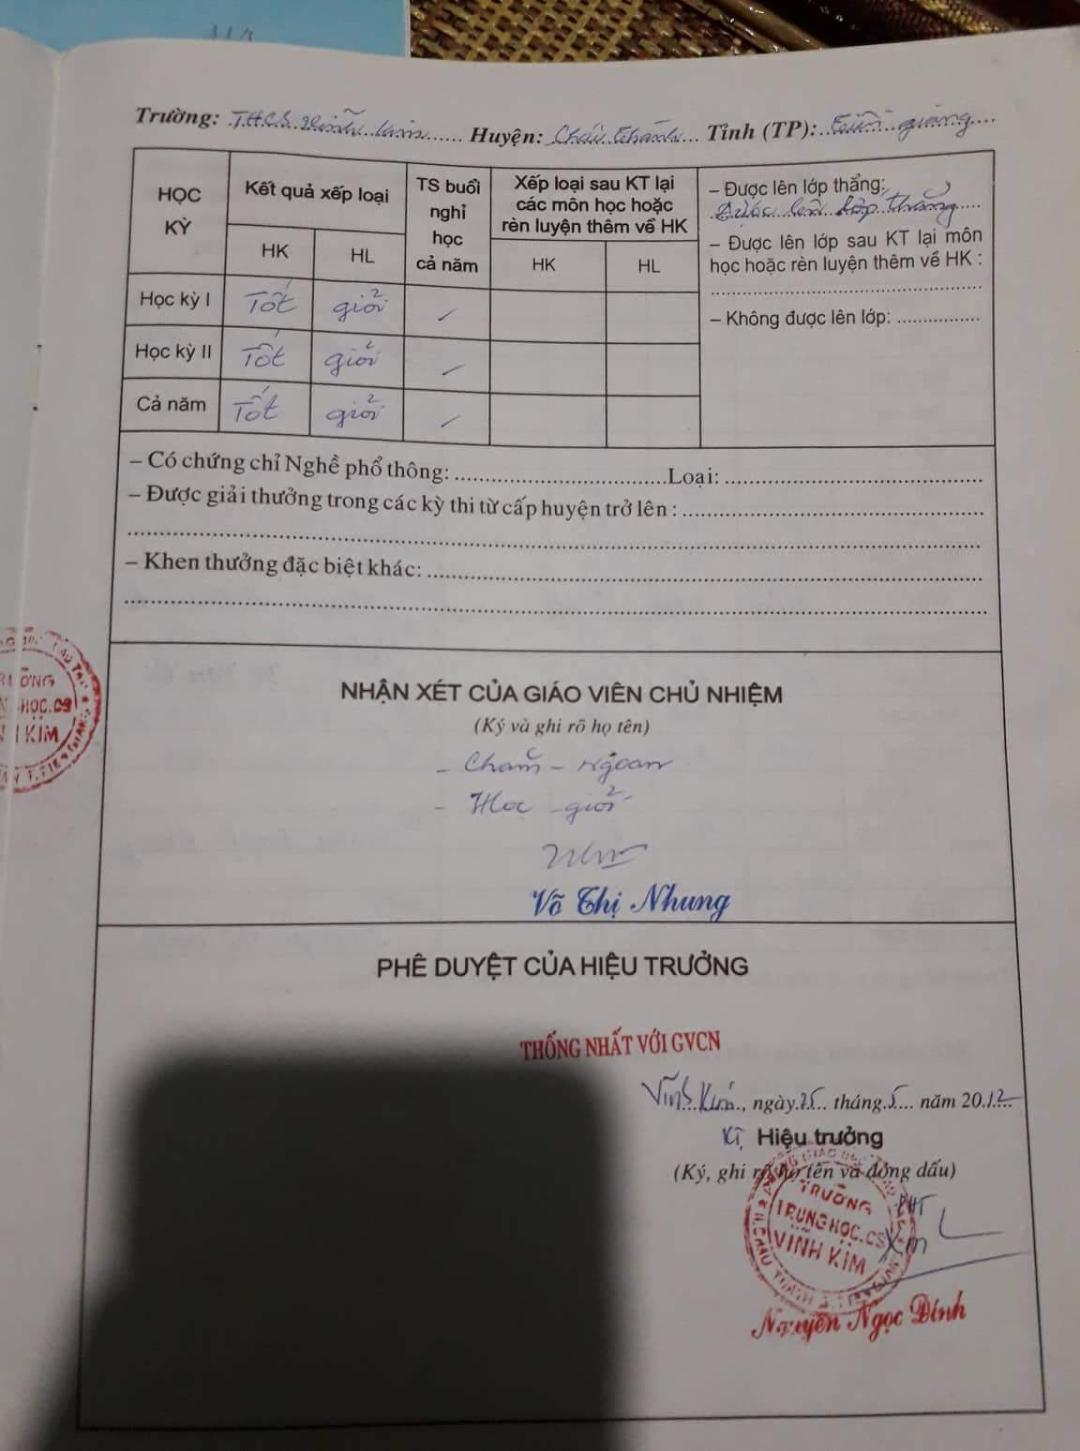 Trường: THCS Vĩnh Kim Huyện: Châu Thành Tỉnh (TP): Tiền giang
HỌC KỲ
Kết quả xếp loại
TS buổi nghỉ học cả năm
Xếp loại sau KT lại các môn học hoặc rèn luyện thêm về HK
HK HL HK HL
– Được lên lớp thẳng:
Được lên lớp thẳng
– Được lên lớp sau KT lại môn
học hoặc rèn luyện thêm về HK :
– Không được lên lớp:
Học kỳ I Tốt giỏi
Học kỳ II Tốt giỏi
Cả năm Tốt giỏi
– Có chứng chỉ Nghề phổ thông: Loại:
– Được giải thưởng trong các kỳ thi từ cấp huyện trở lên :
– Khen thưởng đặc biệt khác:
NHẬN XÉT CỦA GIÁO VIÊN CHỦ NHIỆM
(Ký và ghi rõ họ tên)
- Chăm - ngoan
- Học giỏi
Võ Thị Nhung
PHÊ DUYỆT CỦA HIỆU TRƯỞNG
THỐNG NHẤT VỚI GVCN
Vĩnh Kim, ngày 25 tháng 5 năm 2012
Hiệu trưởng
(Ký, ghi rõ họ tên và đóng dấu)
TRƯỜNG
TRUNG HỌC.CS
VĨNH KIM
PHT
Nguyễn Ngọc Đính
HỌC.CS
KIM